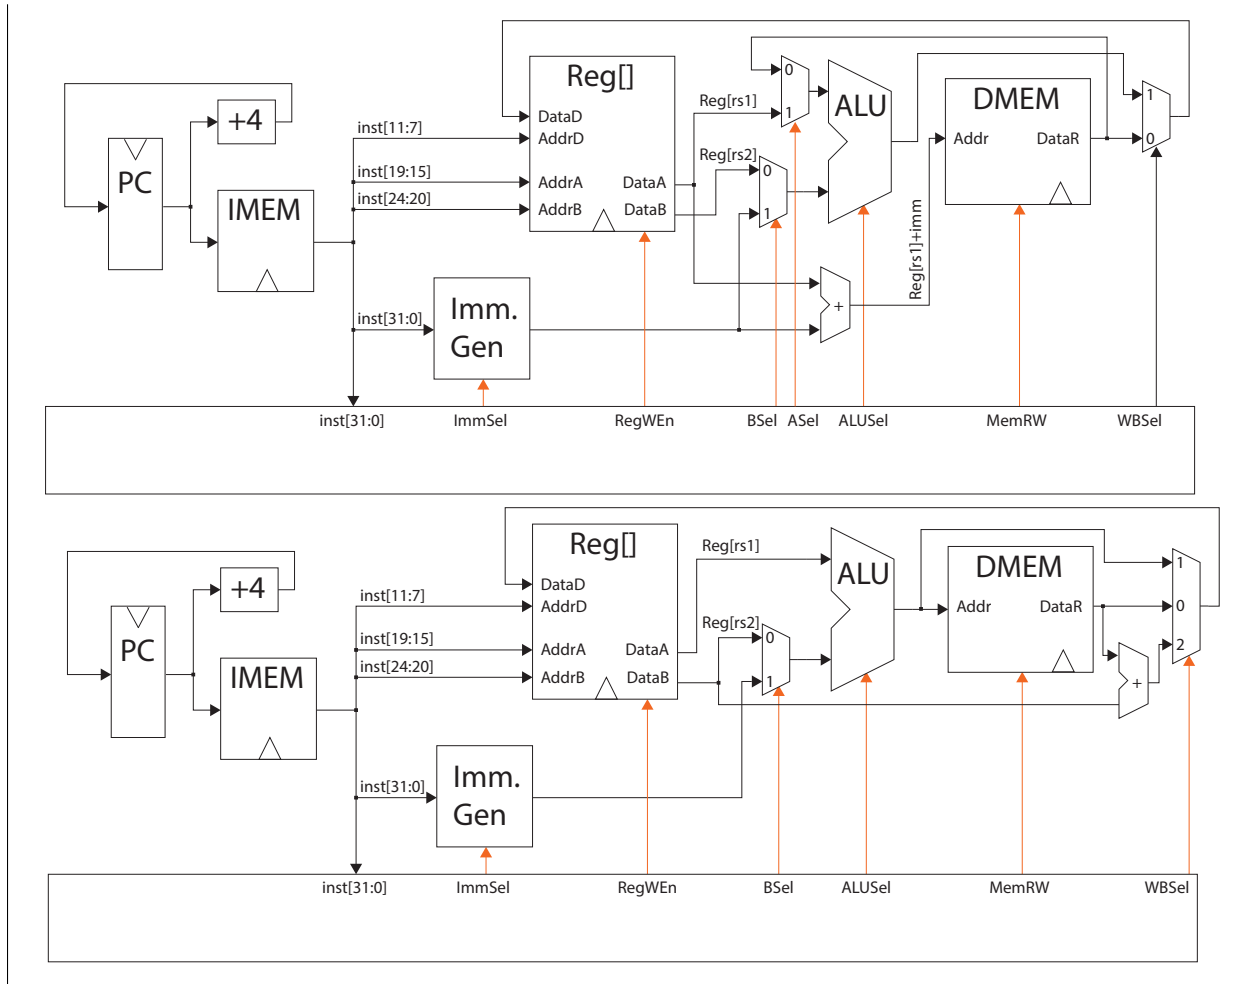 Reg[]
DataD
AddrD
AddrA
AddrB
DataA
DataB
+4
PC
IMEM
inst[11:7]
inst[19:15]
inst[24:20]
inst[31:0]
Imm.
Gen
Reg[rs1]
Reg[rs2]
0
1
0
1
ALU
+
Reg[rs1]+imm
DMEM
Addr
DataR
1
0
inst[31:0]
ImmSel
RegWEn
BSel
ASel
ALUSel
MemRW
WBSel
Reg[]
DataD
AddrD
AddrA
AddrB
DataA
DataB
+4
PC
IMEM
inst[11:7]
inst[19:15]
inst[24:20]
inst[31:0]
Imm.
Gen
Reg[rs1]
Reg[rs2]
0
1
ALU
DMEM
Addr
DataR
+
1
0
2
inst[31:0]
ImmSel
RegWEn
BSel
ALUSel
MemRW
WBSel